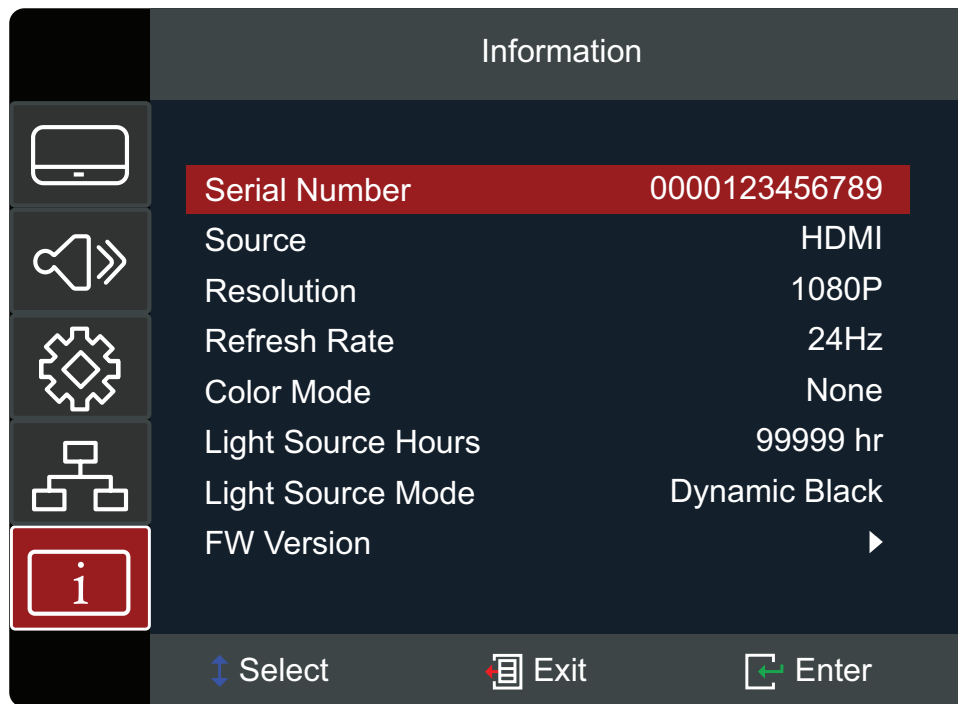 Information
Serial Number 0000123456789
Source HDMI
Resolution 1080P
Refresh Rate 24Hz
Color Mode None
Light Source Hours 99999 hr
Light Source Mode Dynamic Black
FW Version
i
Select Exit Enter